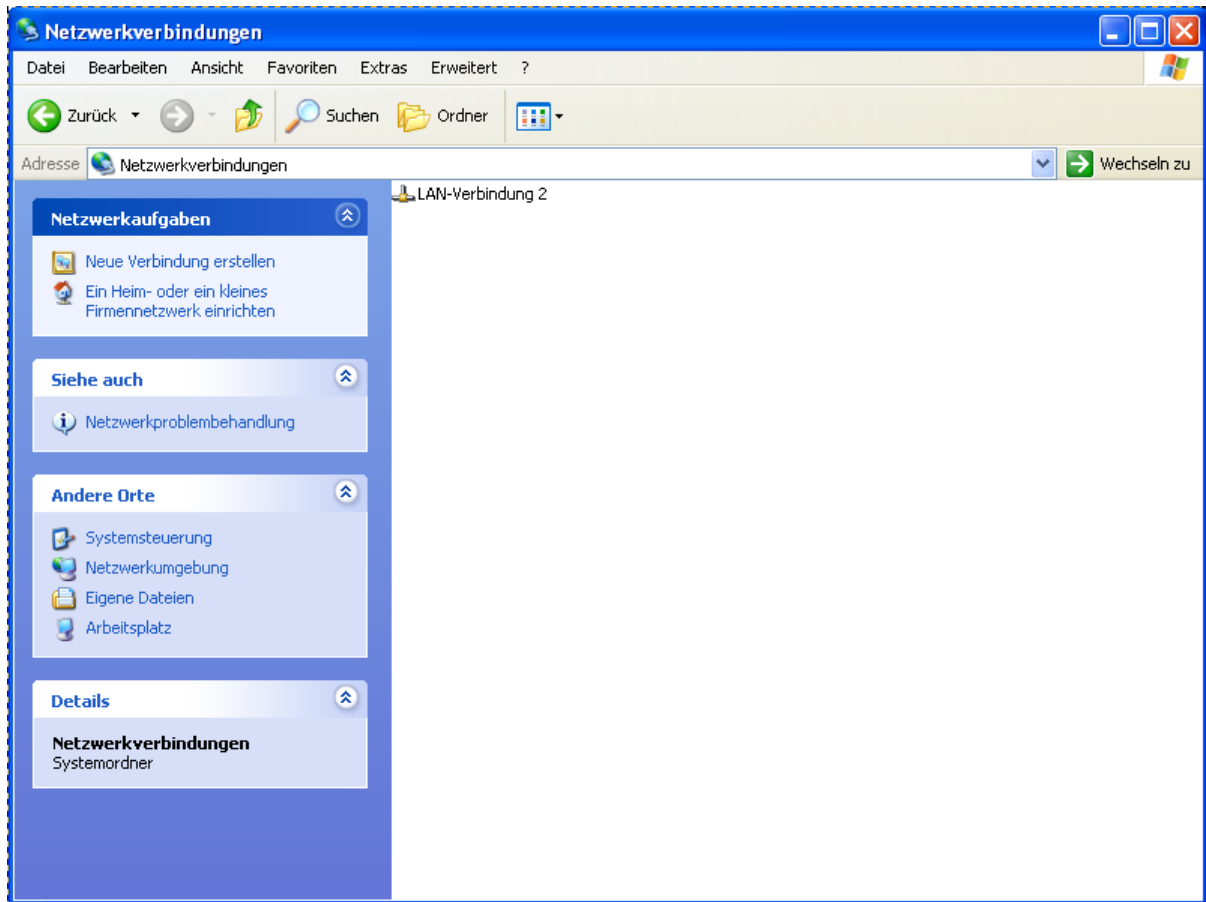 Netzwerkverbindungen
Datei Bearbeiten Ansicht Favoriten Extras Erweitert ?
Zurück Suchen Ordner
Adresse Netzwerkverbindungen Wechseln zu
LAN-Verbindung 2
Netzwerkaufgaben
Neue Verbindung erstellen
Ein Heim- oder ein kleines
Firmennetzwerk einrichten
Siehe auch
Netzwerkproblembehandlung
Andere Orte
Systemsteuerung
Netzwerkumgebung
Eigene Dateien
Arbeitsplatz
Details
Netzwerkverbindungen
Systemordner